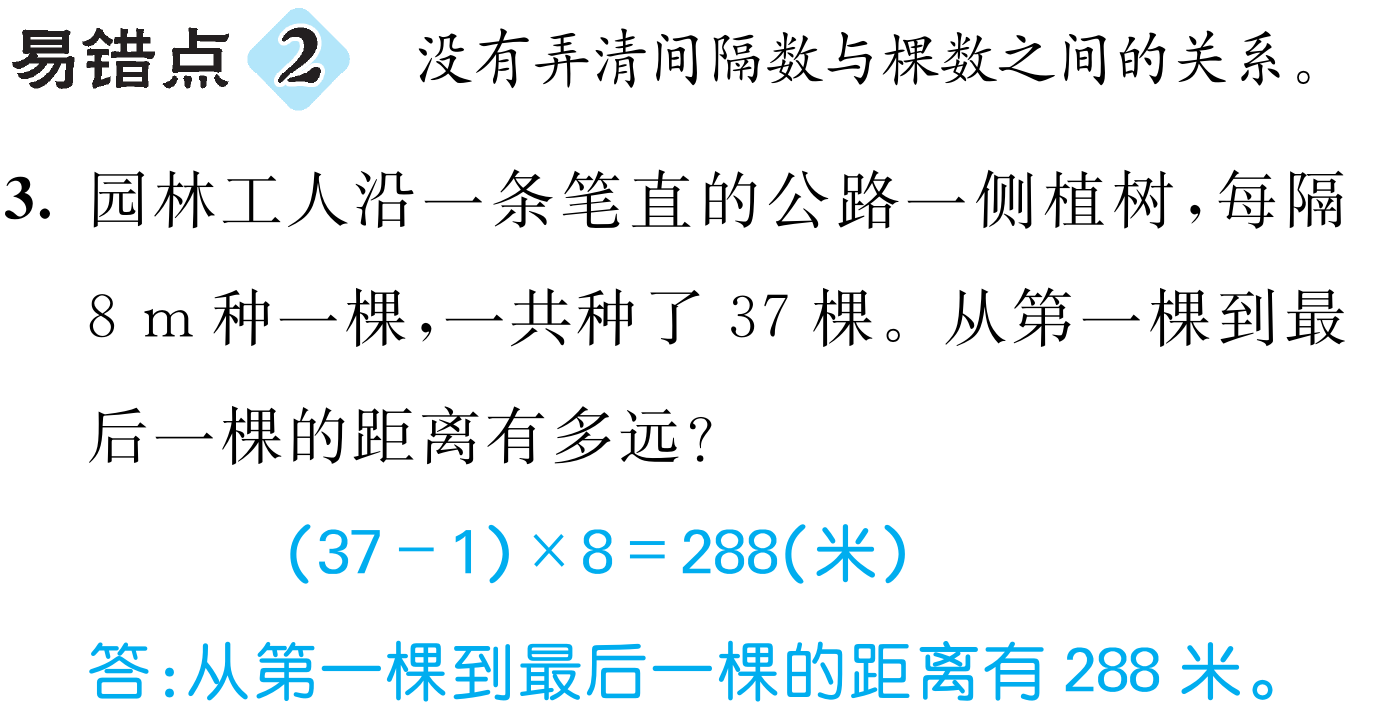 易错点 2 没有弄清间隔数与棵数之间的关系。
3. 园林工人沿一条笔直的公路一侧植树,每隔
8 m 种一棵,一共种了 37 棵。从第一棵到最
后一棵的距离有多远?
(37－1)×8＝288(米)
答:从第一棵到最后一棵的距离有 288 米。